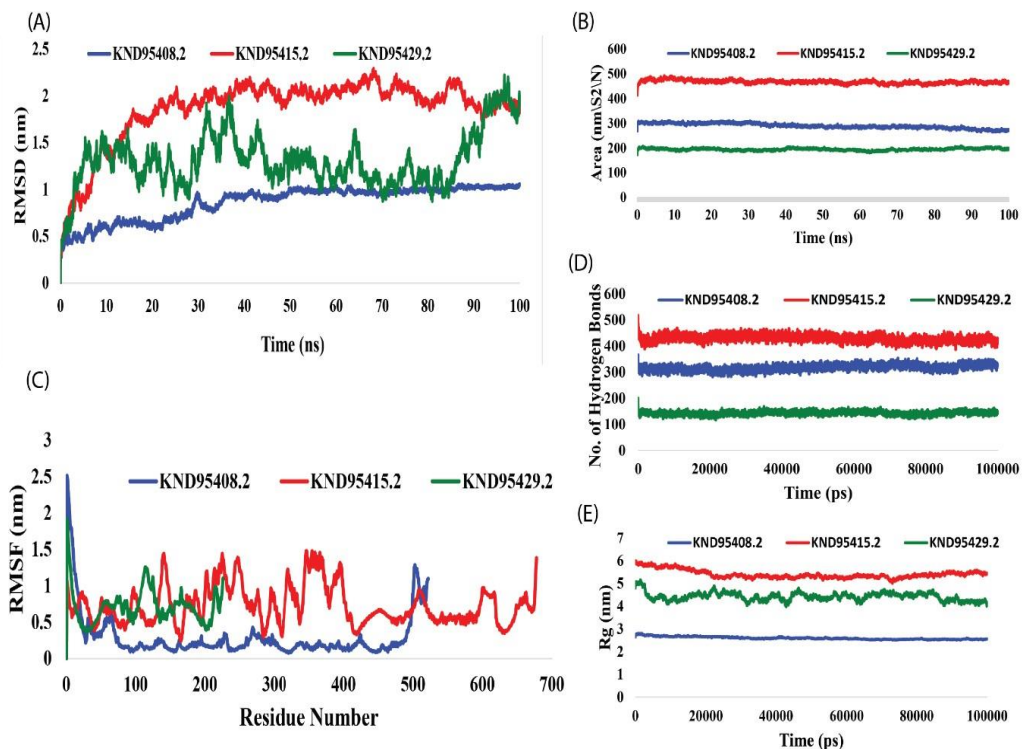 (A)
KND95408.2 KND95415.2 KND95429.2
2.5
2
1.5
1
0.5
0
RMSD (nm)
0 10 20 30 40 50 60 70 80 90 100
Time (ns)
(B)
600
500
400
300
200
100
0
Area (nm\S2\N)
KND95408.2 KND95415.2 KND95429.2
0 10 20 30 40 50 60 70 80 90 100
Time (ns)
(C)
3
2.5
2
1.5
1
0.5
0
RMSF (nm)
KND95408.2 KND95415.2 KND95429.2
0 100 200 300 400 500 600 700
Residue Number
(D)
600
500
400
300
200
100
0
No. of Hydrogen Bonds
KND95408.2 KND95415.2 KND95429.2
0 20000 40000 60000 80000 100000
Time (ps)
(E)
7
6
5
4
3
2
1
0
Rg (nm)
KND95408.2 KND95415.2 KND95429.2
0 20000 40000 60000 80000 100000
Time (ps)